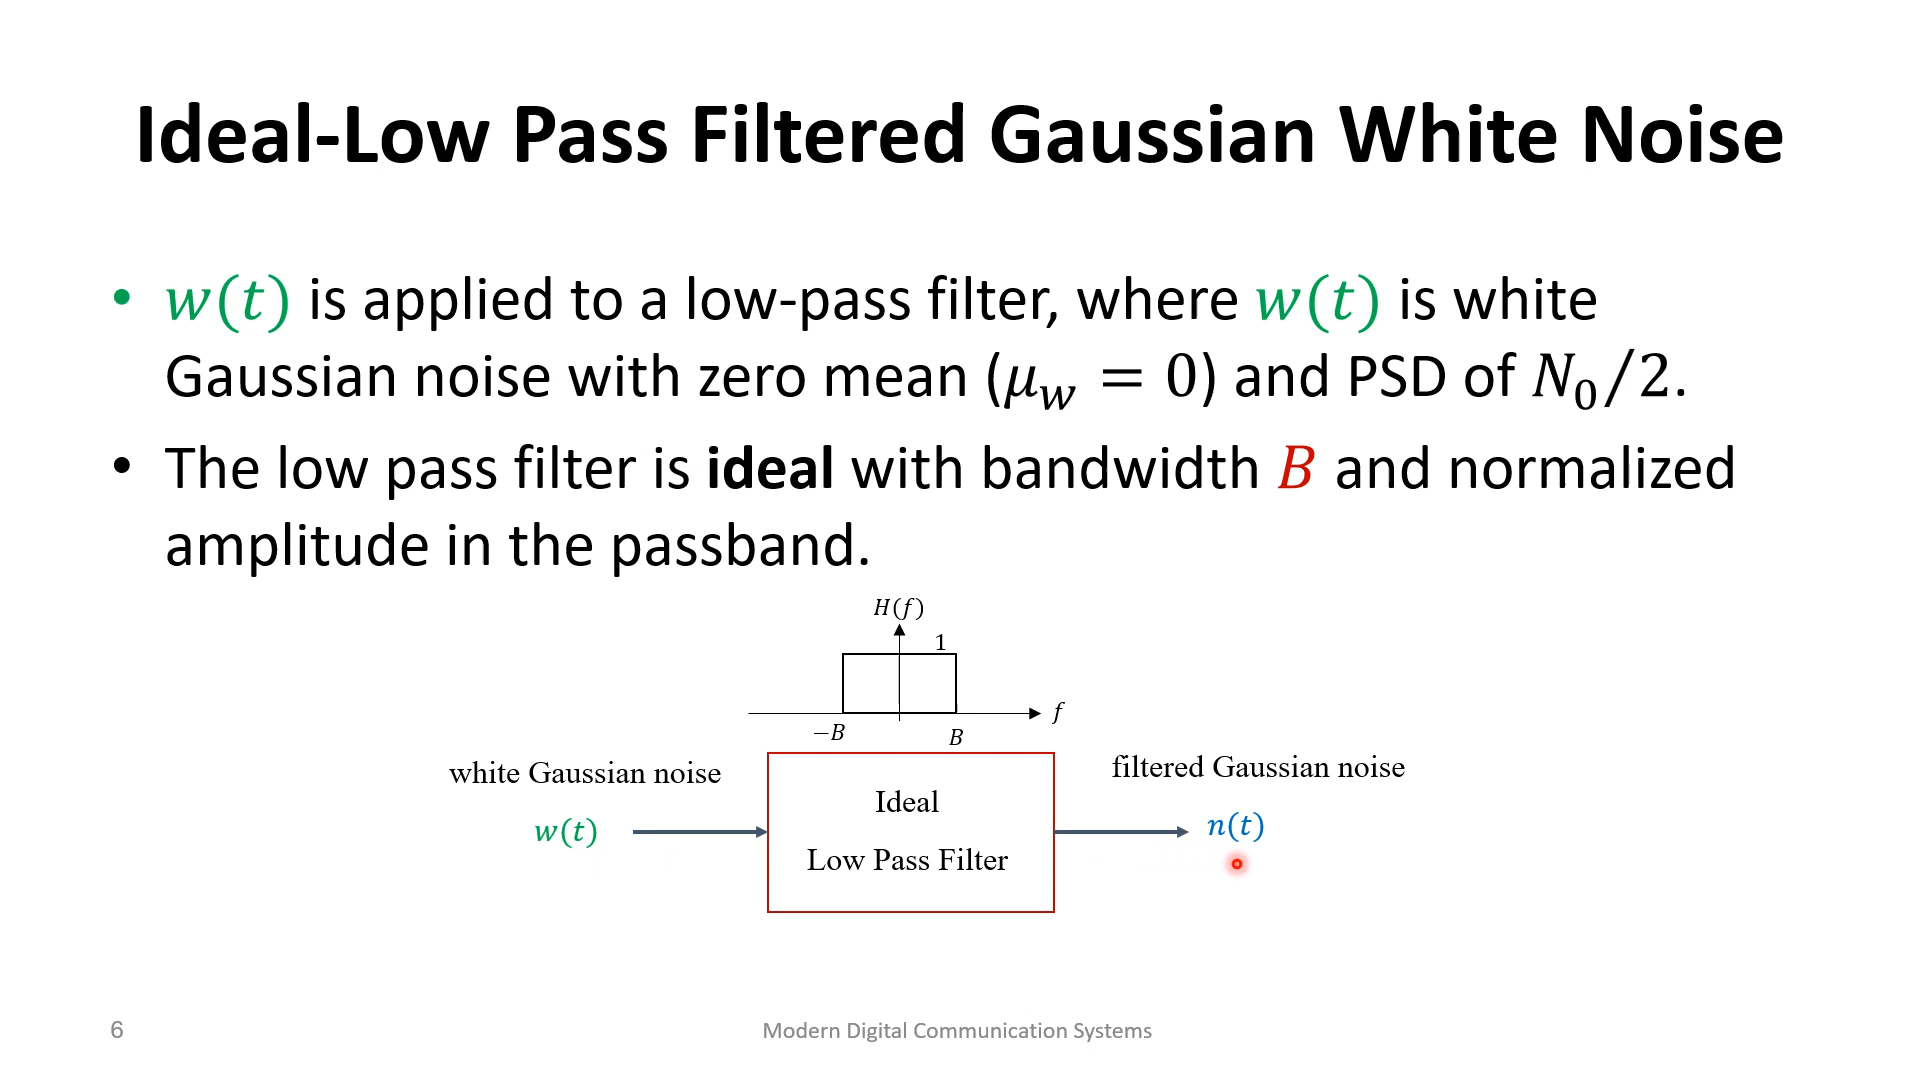 Ideal-Low Pass Filtered Gaussian White Noise
• w(t) is applied to a low-pass filter, where w(t) is white
Gaussian noise with zero mean (μ_w = 0) and PSD of N_0/2.
• The low pass filter is ideal with bandwidth B and normalized
amplitude in the passband.
H(f)
1
f
−B
B
white Gaussian noise
w(t)
Ideal
Low Pass Filter
filtered Gaussian noise
n(t)
6
Modern Digital Communication Systems